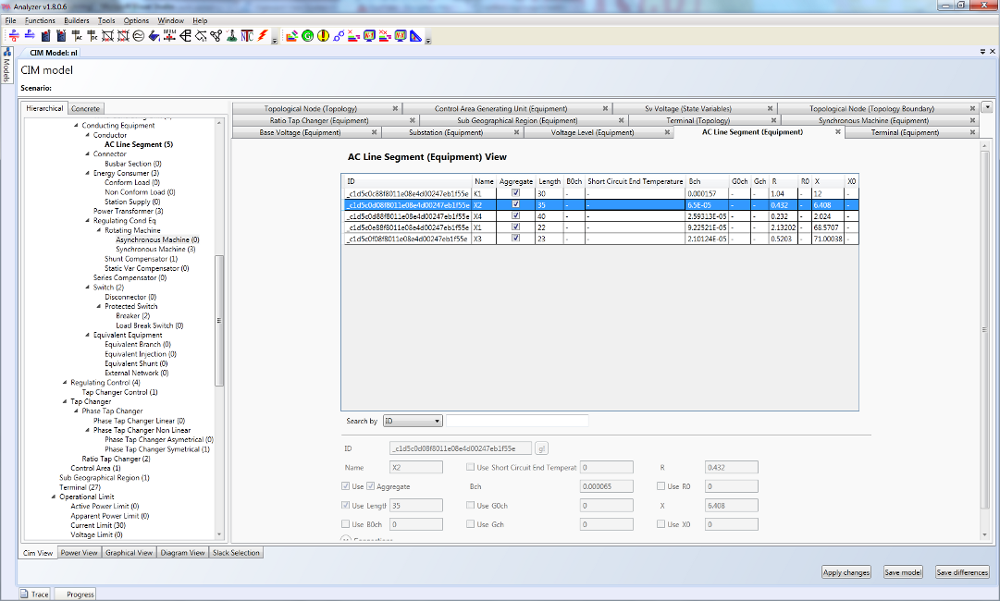 Analyzer v1.8.0.6
File Functions Builders Tools Options Window Help
CIM Model: nl
Models
CIM model
Scenario:
Hierarchical Concrete
Conducting Equipment
Conductor
AC Line Segment (5)
Connector
Busbar Section (0)
Energy Consumer (3)
Conform Load (0)
Non Conform Load (0)
Station Supply (0)
Power Transformer (3)
Regulating Cond Eq
Rotating Machine
Asynchronous Machine (0)
Synchronous Machine (3)
Shunt Compensator (1)
Static Var Compensator (0)
Series Compensator (0)
Switch (2)
Disconnector (0)
Protected Switch
Breaker (2)
Load Break Switch (0)
Equivalent Equipment
Equivalent Branch (0)
Equivalent Injection (0)
Equivalent Shunt (0)
External Network (0)
Regulating Control (4)
Tap Changer Control (1)
Tap Changer
Phase Tap Changer
Phase Tap Changer Linear (0)
Phase Tap Changer Non Linear
Phase Tap Changer Asymetrical (0)
Phase Tap Changer Symetrical (1)
Ratio Tap Changer (2)
Control Area (1)
Sub Geographical Region (1)
Terminal (27)
Operational Limit
Active Power Limit (0)
Apparent Power Limit (0)
Current Limit (30)
Voltage Limit (0)
Topological Node (Topology) Control Area Generating Unit (Equipment) Sv Voltage (State Variables) Topological Node (Topology Boundary)
Ratio Tap Changer (Equipment) Sub Geographical Region (Equipment) Terminal (Topology) Synchronous Machine (Equipment)
Base Voltage (Equipment) Substation (Equipment) Voltage Level (Equipment) AC Line Segment (Equipment) Terminal (Equipment)
AC Line Segment (Equipment) View
ID Name Aggregate Length B0ch Short Circuit End Temperature Bch G0ch Gch R R0 X X0
_c1d5c0c88f8011e08e4d00247eb1f55e K1 30 - - 0.000157 - - 1.04 - 12 -
_c1d5c0d08f8011e08e4d00247eb1f55e X2 35 - - 6.5E-05 - - 0.432 - 6.408 -
_c1d5c0d88f8011e08e4d00247eb1f55e X4 40 - - 2.59313E-05 - - 0.232 - 2.024 -
_c1d5c0e88f8011e08e4d00247eb1f55e X1 22 - - 9.22521E-05 - - 2.13202 - 68.5707 -
_c1d5c0f08f8011e08e4d00247eb1f55e X3 23 - - 2.10124E-05 - - 0.5203 - 71.00038 -
Search by ID
ID _c1d5c0d08f8011e08e4d00247eb1f55e
Name X2 Use Short Circuit End Temperat 0 R 0.432
Use Aggregate Bch 0.000065 Use R0 0
Use Length 35 Use G0ch 0 X 6.408
Use B0ch 0 Use Gch 0 Use X0 0
Cim View Power View Graphical View Diagram View Slack Selection
Apply changes Save model Save differences
Trace Progress